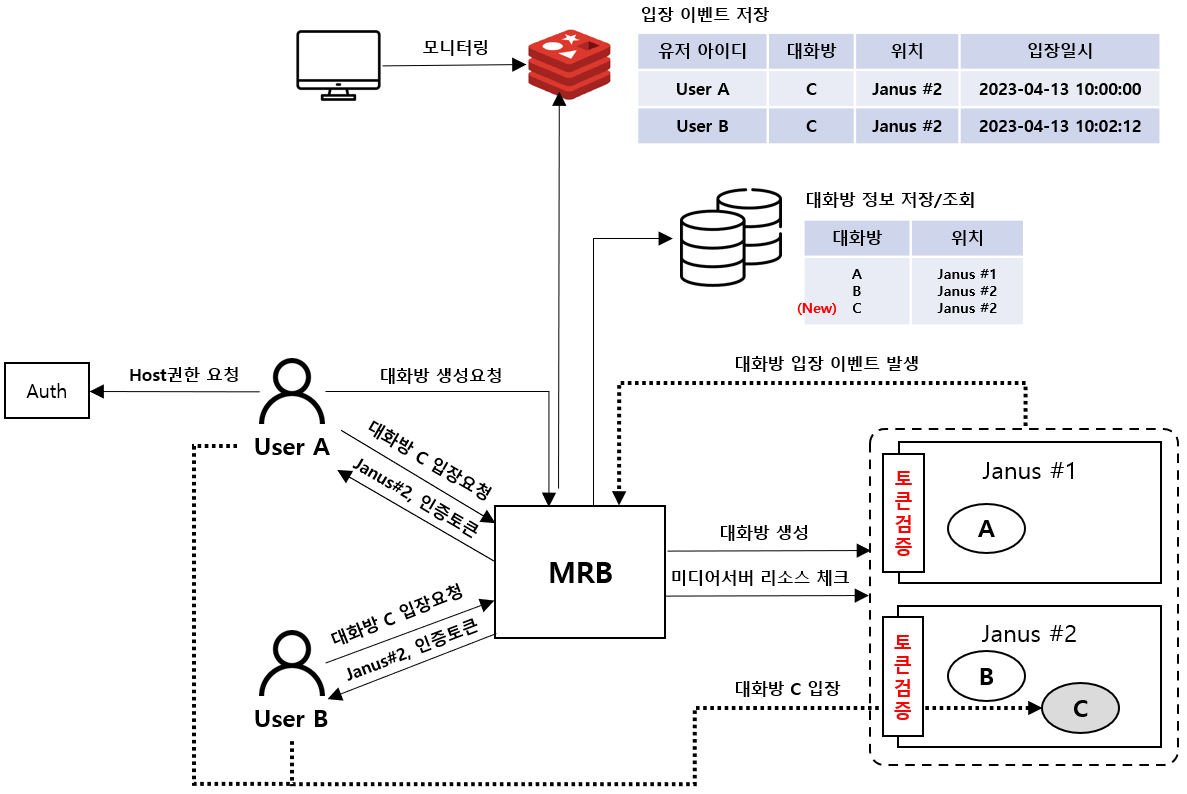 입장 이벤트 저장
모니터링
유저 아이디 대화방 위치 입장일시
User A C Janus #2 2023-04-13 10:00:00
User B C Janus #2 2023-04-13 10:02:12
대화방 정보 저장/조회
대화방 위치
A Janus #1
B Janus #2
(New) C Janus #2
Auth
Host권한 요청
User A
대화방 생성요청
대화방 입장 이벤트 발생
대화방 C 입장요청
Janus#2, 인증토큰
MRB
대화방 생성
미디어서버 리소스 체크
토큰검증
Janus #1
A
대화방 C 입장요청
Janus#2, 인증토큰
User B
대화방 C 입장
토큰검증
Janus #2
B
C